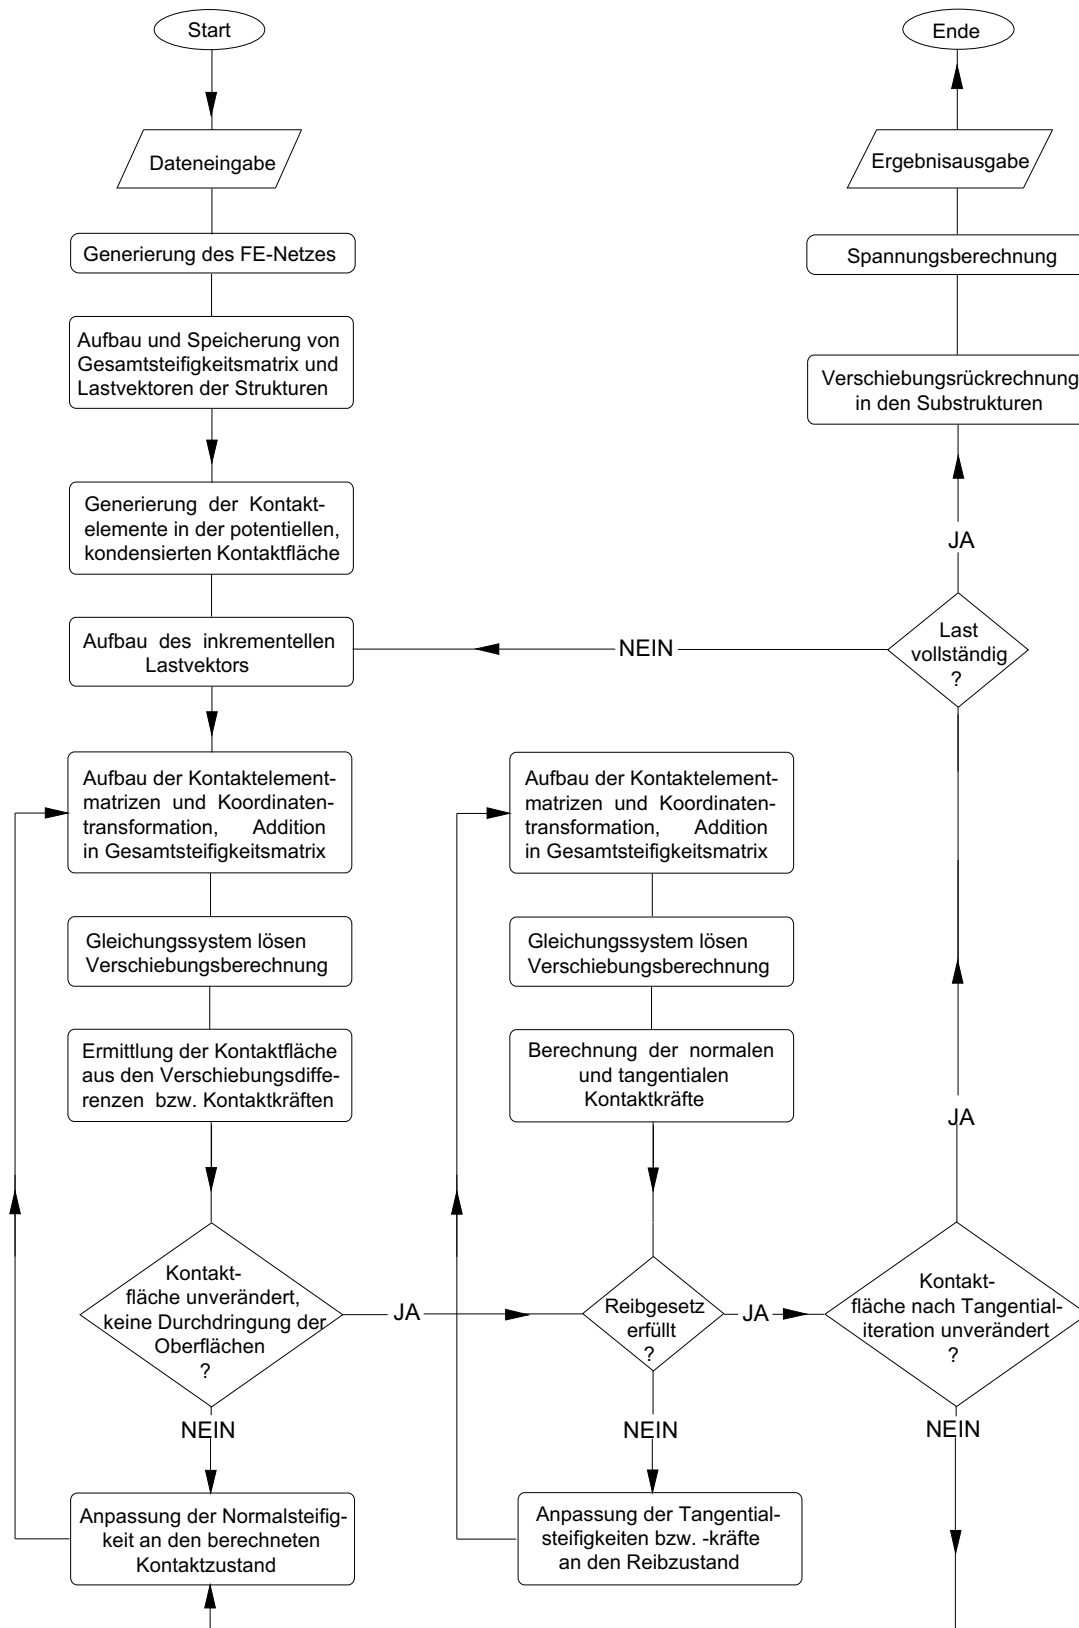 Start
Dateneingabe
Generierung des FE-Netzes
Aufbau und Speicherung von
Gesamtsteifigkeitsmatrix und
Lastvektoren der Strukturen
Generierung der Kontakt-
elemente in der potentiellen,
kondensierten Kontaktfläche
Aufbau des inkrementellen
Lastvektors
Aufbau der Kontaktelement-
matrizen und Koordinaten-
transformation, Addition
in Gesamtsteifigkeitsmatrix
Gleichungssystem lösen
Verschiebungsberechnung
Ermittlung der Kontaktfläche
aus den Verschiebungsdiffe-
renzen bzw. Kontaktkräften
Kontakt-
fläche unverändert,
keine Durchdringung der
Oberflächen
?
JA
NEIN
Anpassung der Normalsteifig-
keit an den berechneten
Kontaktzustand
Aufbau der Kontaktelement-
matrizen und Koordinaten-
transformation, Addition
in Gesamtsteifigkeitsmatrix
Gleichungssystem lösen
Verschiebungsberechnung
Berechnung der normalen
und tangentialen
Kontaktkräfte
Reibgesetz
erfüllt
?
JA
NEIN
Anpassung der Tangential-
steifigkeiten bzw. -kräfte
an den Reibzustand
Kontakt-
fläche nach Tangential-
iteration unverändert
?
NEIN
JA
Last
vollständig
?
NEIN
JA
Verschiebungsrückrechnung
in den Substrukturen
Spannungsberechnung
Ergebnisausgabe
Ende